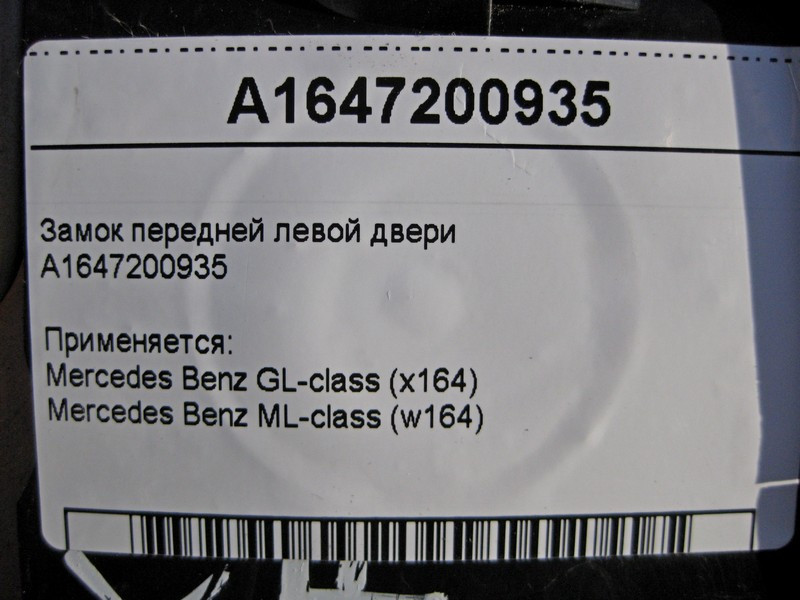 A1647200935
Замок передней левой двери
A1647200935
Применяется:
Mercedes Benz GL-class (x164)
Mercedes Benz ML-class (w164)